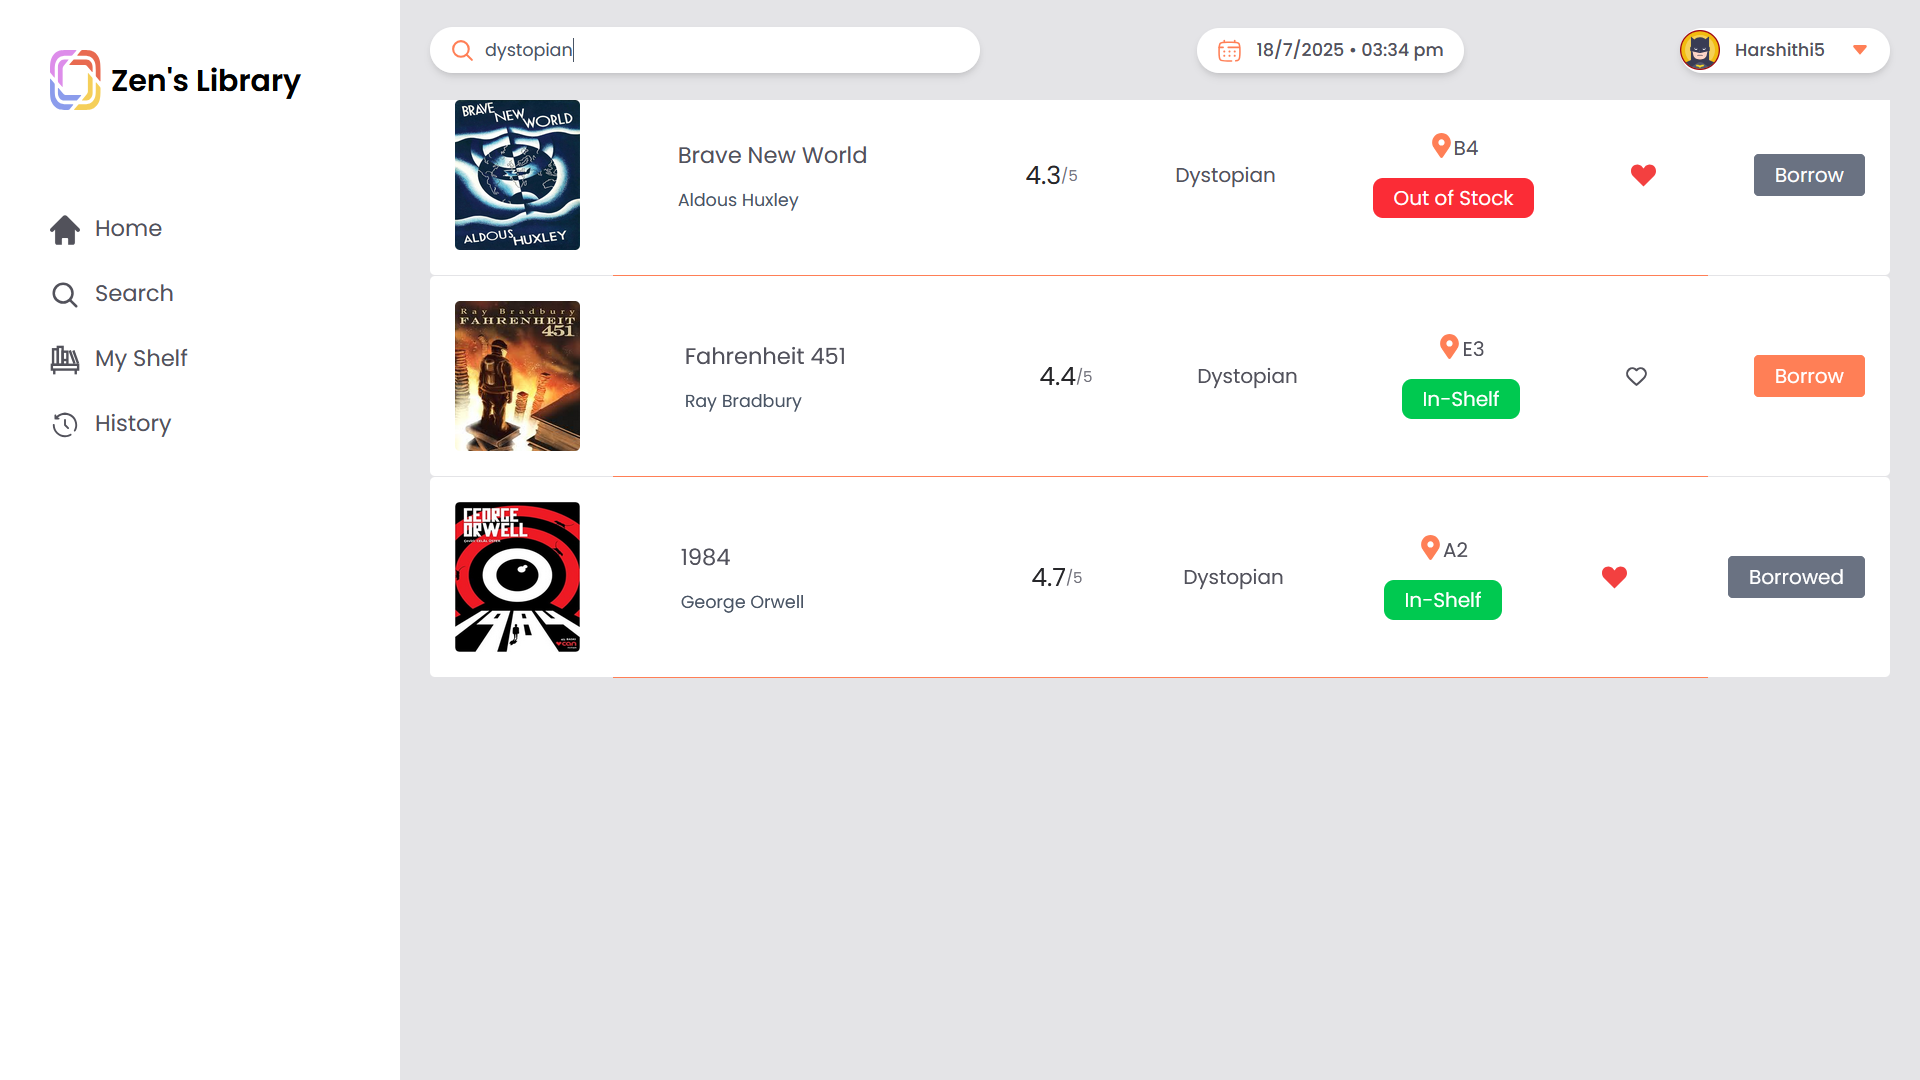 Zen's Library
Home
Search
My Shelf
History
dystopian
18/7/2025 • 03:34 pm
Harshithi5
BRAVE NEW WORLD
ALDOUS HUXLEY
Brave New World
Aldous Huxley
4.3/5
Dystopian
B4
Out of Stock
Borrow
Ray Bradbury
FAHRENHEIT
451
Fahrenheit 451
Ray Bradbury
4.4/5
Dystopian
E3
In-Shelf
Borrow
GEORGE
ORWELL
1984
can
1984
George Orwell
4.7/5
Dystopian
A2
In-Shelf
Borrowed